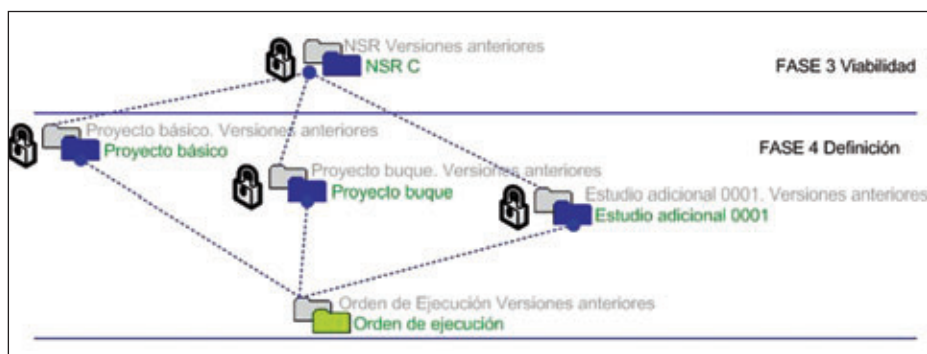 NSR Versiones anteriores
NSR C
FASE 3 Viabilidad
Proyecto básico. Versiones anteriores
Proyecto básico
FASE 4 Definición
Proyecto buque. Versiones anteriores
Proyecto buque
Estudio adicional 0001. Versiones anteriores
Estudio adicional 0001
Orden de Ejecución Versiones anteriores
Orden de ejecución